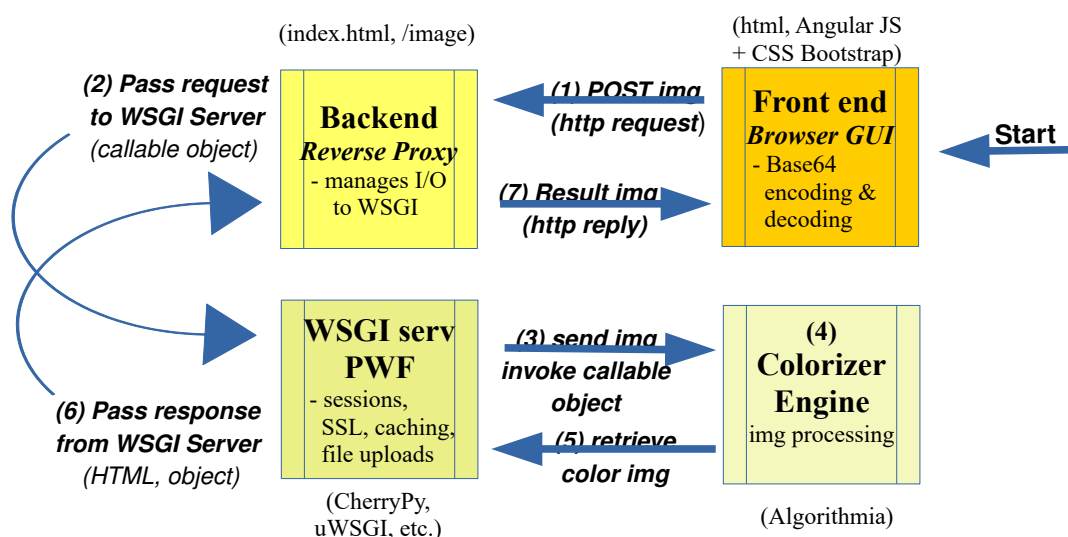 (index.html, /image)
(html, Angular JS
+ CSS Bootstrap)
(2) Pass request
to WSGI Server
(callable object)
Backend
Reverse Proxy
- manages I/O
to WSGI
(1) POST img
(http request)
(7) Result img
(http reply)
Front end
Browser GUI
- Base64
encoding &
decoding
Start
WSGI serv
PWF
- sessions,
SSL, caching,
file uploads
(3) send img
invoke callable
object
(5) retrieve
color img
(4)
Colorizer
Engine
img processing
(6) Pass response
from WSGI Server
(HTML, object)
(CherryPy,
uWSGI, etc.)
(Algorithmia)